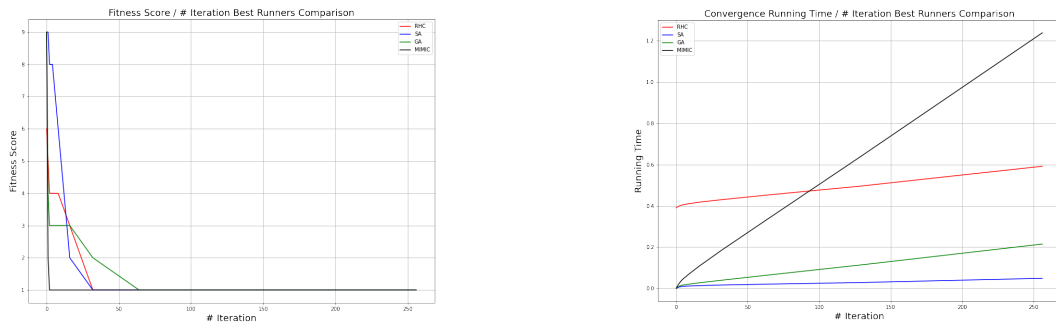 Fitness Score / # Iteration Best Runners Comparison
RHC
SA
GA
MIMIC
9
8
7
6
5
4
3
2
1
Fitness Score
0
50
100
150
200
250
# Iteration
Convergence Running Time / # Iteration Best Runners Comparison
RHC
SA
GA
MIMIC
1.2
1.0
0.8
0.6
0.4
0.2
0.0
Running Time
0
50
100
150
200
250
# Iteration